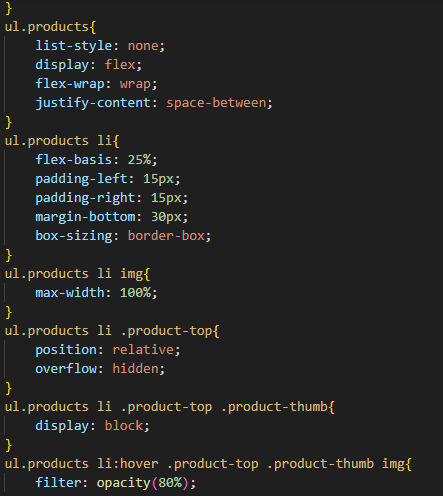 }
ul.products{
    list-style: none;
    display: flex;
    flex-wrap: wrap;
    justify-content: space-between;
}
ul.products li{
    flex-basis: 25%;
    padding-left: 15px;
    padding-right: 15px;
    margin-bottom: 30px;
    box-sizing: border-box;
}
ul.products li img{
    max-width: 100%;
}
ul.products li .product-top{
    position: relative;
    overflow: hidden;
}
ul.products li .product-top .product-thumb{
    display: block;
}
ul.products li:hover .product-top .product-thumb img{
    filter: opacity(80%);